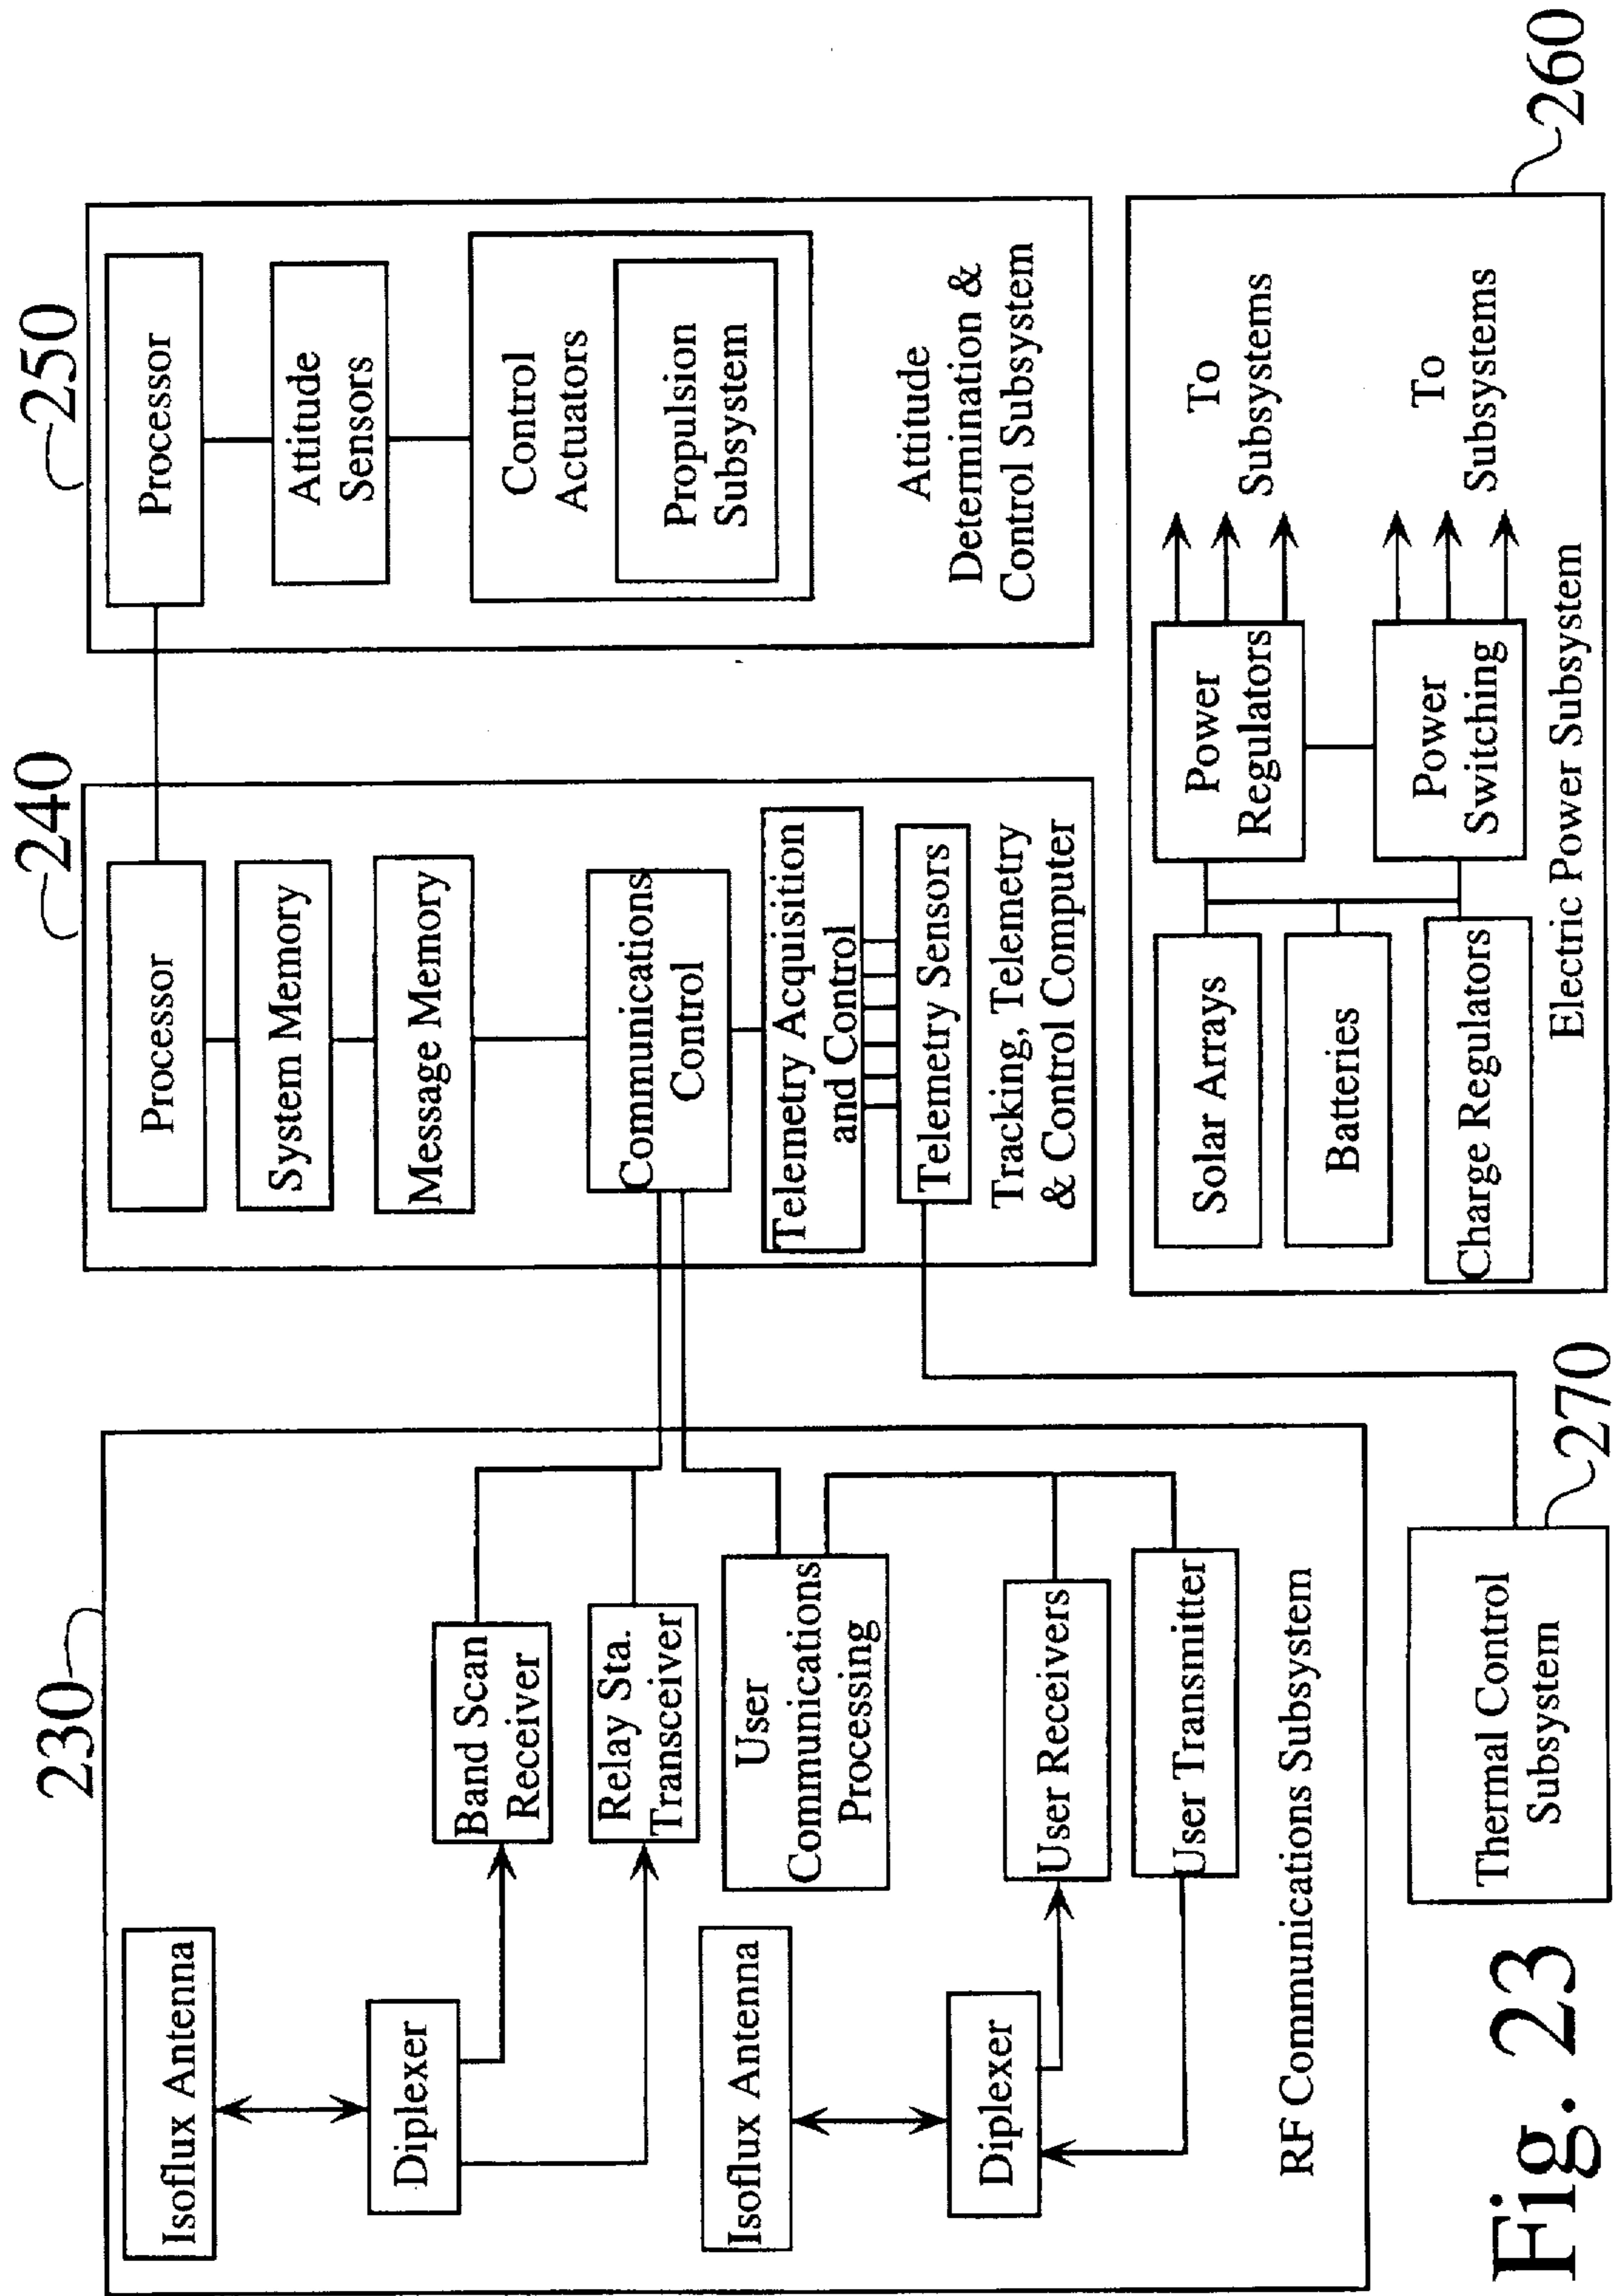 230
Isoflux Antenna
Diplexer
Band Scan
Receiver
Relay Sta.
Transceiver
User
Communications
Processing
Isoflux Antenna
Diplexer
User Receivers
User Transmitter
RF Communications Subsystem
240
Processor
System Memory
Message Memory
Communications
Control
Telemetry Acquisition
and Control
Telemetry Sensors
Tracking, Telemetry
& Control Computer
250
Processor
Attitude
Sensors
Control
Actuators
Propulsion
Subsystem
Attitude
Determination &
Control Subsystem
Thermal Control
Subsystem
270
Solar Arrays
Batteries
Charge Regulators
Power
Regulators
Power
Switching
To
Subsystems
To
Subsystems
Electric Power Subsystem
260
Fig. 23